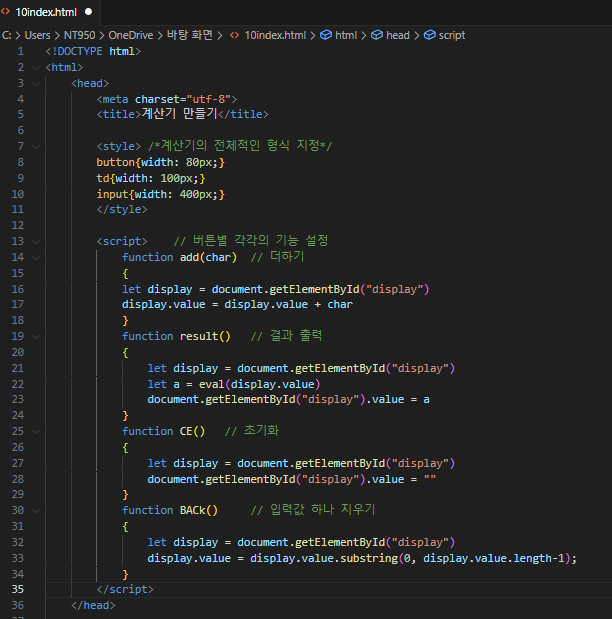 10index.html
C: > Users > NT950 > OneDrive > 바탕 화면 > 10index.html > html > head > script
1 <!DOCTYPE html>
2 <html>
3 <head>
4 <meta charset="utf-8">
5 <title>계산기 만들기</title>
6
7 <style> /*계산기의 전체적인 형식 지정*/
8 button{width: 80px;}
9 td{width: 100px;}
10 input{width: 400px;}
11 </style>
12
13 <script> // 버튼별 각각의 기능 설정
14 function add(char) // 더하기
15 {
16 let display = document.getElementById("display")
17 display.value = display.value + char
18 }
19 function result() // 결과 출력
20 {
21 let display = document.getElementById("display")
22 let a = eval(display.value)
23 document.getElementById("display").value = a
24 }
25 function CE() // 초기화
26 {
27 let display = document.getElementById("display")
28 document.getElementById("display").value = ""
29 }
30 function BACk() // 입력값 하나 지우기
31 {
32 let display = document.getElementById("display")
33 display.value = display.value.substring(0, display.value.length-1);
34 }
35 </script>
36 </head>